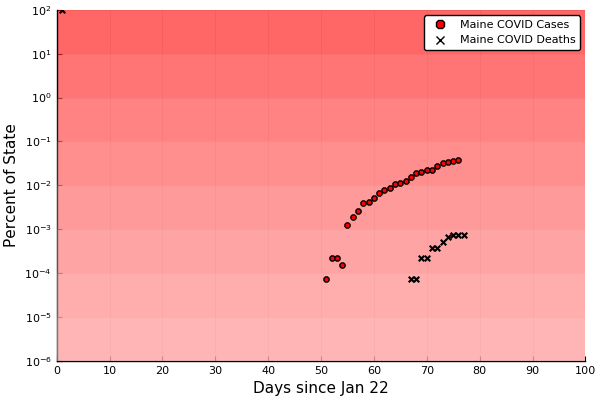 Percent of State
10²
10¹
10⁰
10⁻¹
10⁻²
10⁻³
10⁻⁴
10⁻⁵
10⁻⁶
Maine COVID Cases
Maine COVID Deaths
0 10 20 30 40 50 60 70 80 90 100
Days since Jan 22